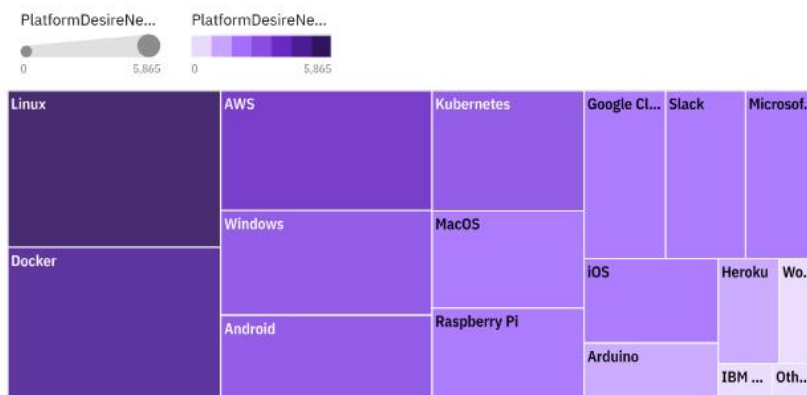 PlatformDesireNe... PlatformDesireNe...
0 5,865 0 5,865
Linux AWS Kubernetes Google Cl... Slack Microsof...
Windows MacOS
Docker iOS Heroku Wo...
Android Raspberry Pi
Arduino
IBM ... Oth...